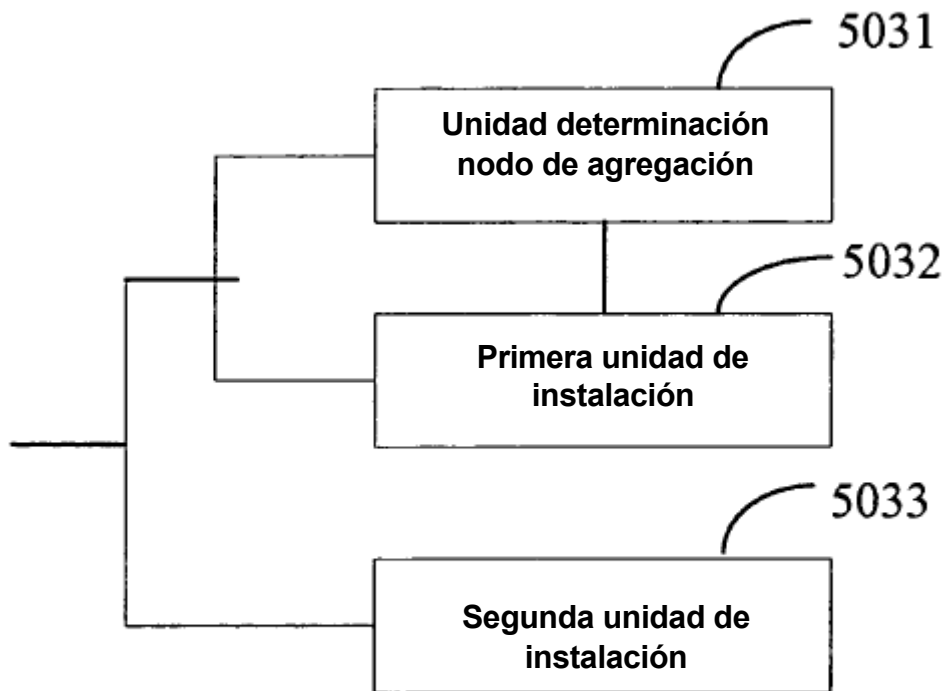 5031
Unidad determinación
nodo de agregación
5032
Primera unidad de
instalación
5033
Segunda unidad de
instalación